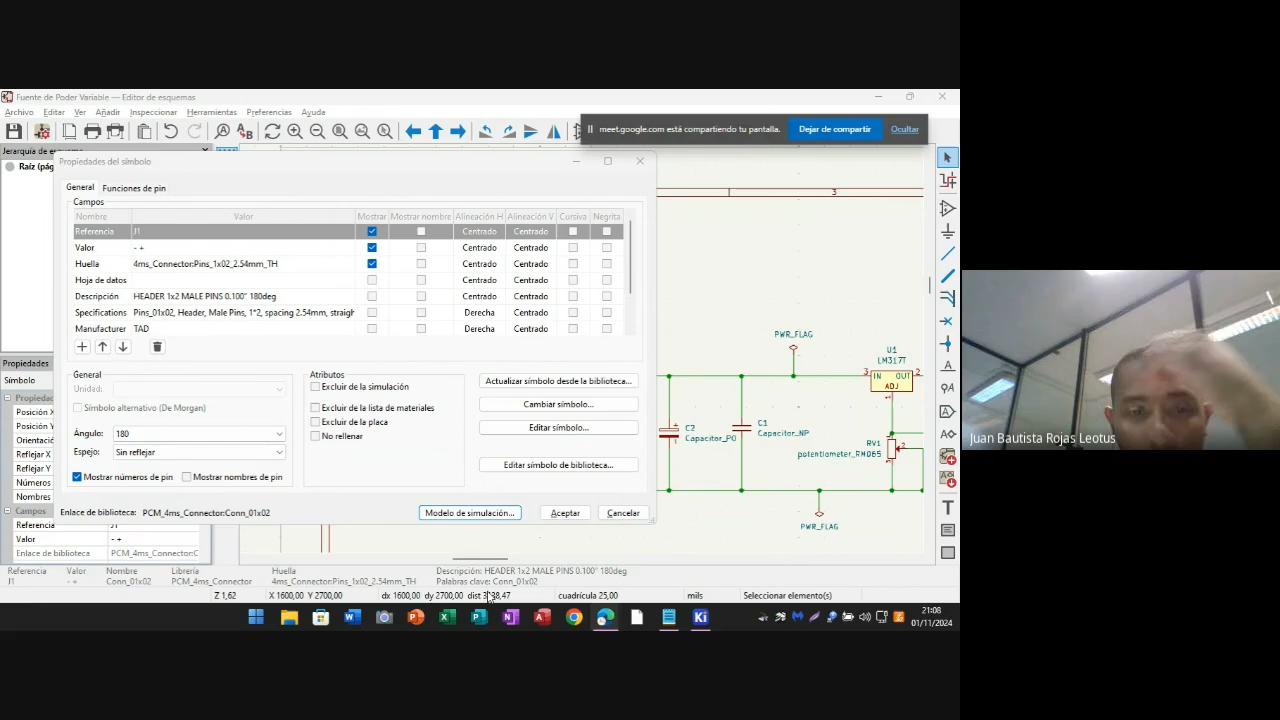 Fuente de Poder Variable — Editor de esquemas
Archivo Editar Ver Añadir Inspeccionar Herramientas Preferencias Ayuda
meet.google.com está compartiendo tu pantalla. Dejar de compartir Ocultar
Jerarquía de esquema
Raíz (pág
Propiedades del símbolo
General Funciones de pin
Campos
Nombre Valor Mostrar Mostrar nombre Alineación H Alineación V Cursiva Negrita
Referencia J1 Centrado Centrado
Valor - + Centrado Centrado
Huella 4ms_Connector:Pins_1x02_2.54mm_TH Centrado Centrado
Hoja de datos Centrado Centrado
Descripción HEADER 1x2 MALE PINS 0.100" 180deg Centrado Centrado
Specifications Pins_01x02, Header, Male Pins, 1*2, spacing 2.54mm, straigh Derecha Centrado
Manufacturer TAD Derecha Centrado
General
Unidad:
Símbolo alternativo (De Morgan)
Ángulo: 180
Espejo: Sin reflejar
Mostrar números de pin Mostrar nombres de pin
Atributos
Excluir de la simulación
Excluir de la lista de materiales
Excluir de la placa
No rellenar
Actualizar símbolo desde la biblioteca...
Cambiar símbolo...
Editar símbolo...
Editar símbolo de biblioteca...
Enlace de biblioteca: PCM_4ms_Connector:Conn_01x02
Modelo de simulación... Aceptar Cancelar
Propiedades
Símbolo
Propiedad
Posición X
Posición Y
Orientació
Reflejar X
Reflejar Y
Números
Nombres
Campos
Referencia J1
Valor - +
Enlace de biblioteca PCM_4ms_Connector:C
3
PWR_FLAG
U1
LM317T
3 IN OUT 2
ADJ
1
C2
Capacitor_PO
C1
Capacitor_NP
RV1
potentiometer_RM065
2
PWR_FLAG
Referencia Valor Nombre Librería Huella Descripción: HEADER 1x2 MALE PINS 0.100" 180deg
J1 - + Conn_01x02 PCM_4ms_Connector 4ms_Connector:Pins_1x02_2.54mm_TH Palabras clave: Conn_01x02
Z 1,62 X 1600,00 Y 2700,00 dx 1600,00 dy 2700,00 dist 38,47 cuadrícula 25,00 mils Seleccionar elemento(s)
21:08
01/11/2024
Juan Bautista Rojas Leotus